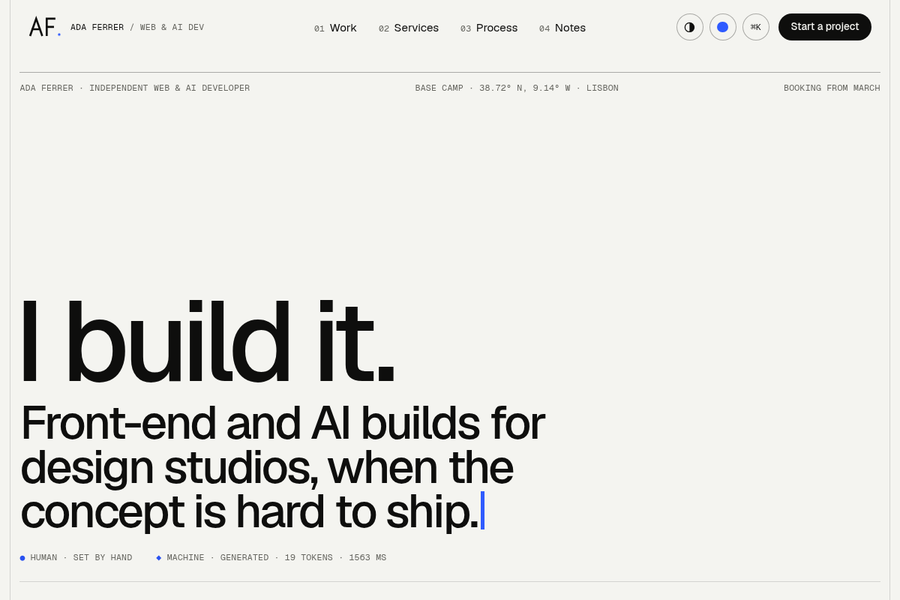 AF. ADA FERRER / WEB & AI DEV
01 Work 02 Services 03 Process 04 Notes
⌘K Start a project
ADA FERRER · INDEPENDENT WEB & AI DEVELOPER
BASE CAMP · 38.72° N, 9.14° W · LISBON
BOOKING FROM MARCH
I build it.
Front-end and AI builds for
design studios, when the
concept is hard to ship.
HUMAN · SET BY HAND
MACHINE · GENERATED · 19 TOKENS · 1563 MS